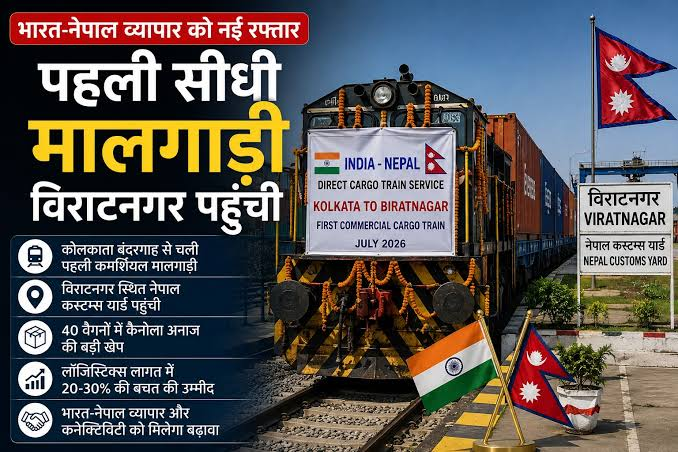 भारत-नेपाल व्यापार को नई रफ्तार
पहली सीधी
मालगाड़ी
विराटनगर पहुंची
कोलकाता बंदरगाह से चली
पहली कमर्शियल मालगाड़ी
विराटनगर स्थित नेपाल
कस्टम्स यार्ड पहुंची
40 वैगनों में कैनोला अनाज
की बड़ी खेप
लॉजिस्टिक्स लागत में
20-30% की बचत की उम्मीद
भारत-नेपाल व्यापार और
कनेक्टिविटी को मिलेगा बढ़ावा
INDIA - NEPAL
DIRECT CARGO TRAIN SERVICE
KOLKATA TO BIRATNAGAR
FIRST COMMERCIAL CARGO TRAIN
JULY 2026
विराटनगर
VIRATNAGAR
नेपाल कस्टम्स यार्ड
NEPAL CUSTOMS YARD